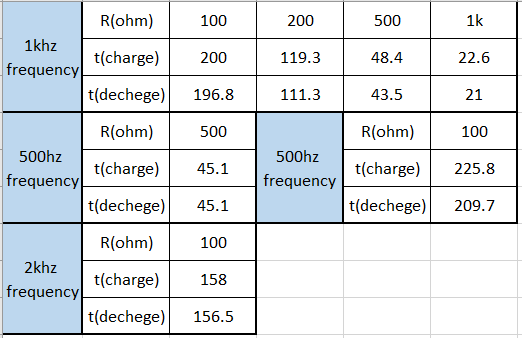 1khz frequency R(ohm) 100 200 500 1k
t(charge) 200 119.3 48.4 22.6
t(dechege) 196.8 111.3 43.5 21
500hz frequency R(ohm) 500 500hz frequency R(ohm) 100
t(charge) 45.1 t(charge) 225.8
t(dechege) 45.1 t(dechege) 209.7
2khz frequency R(ohm) 100
t(charge) 158
t(dechege) 156.5